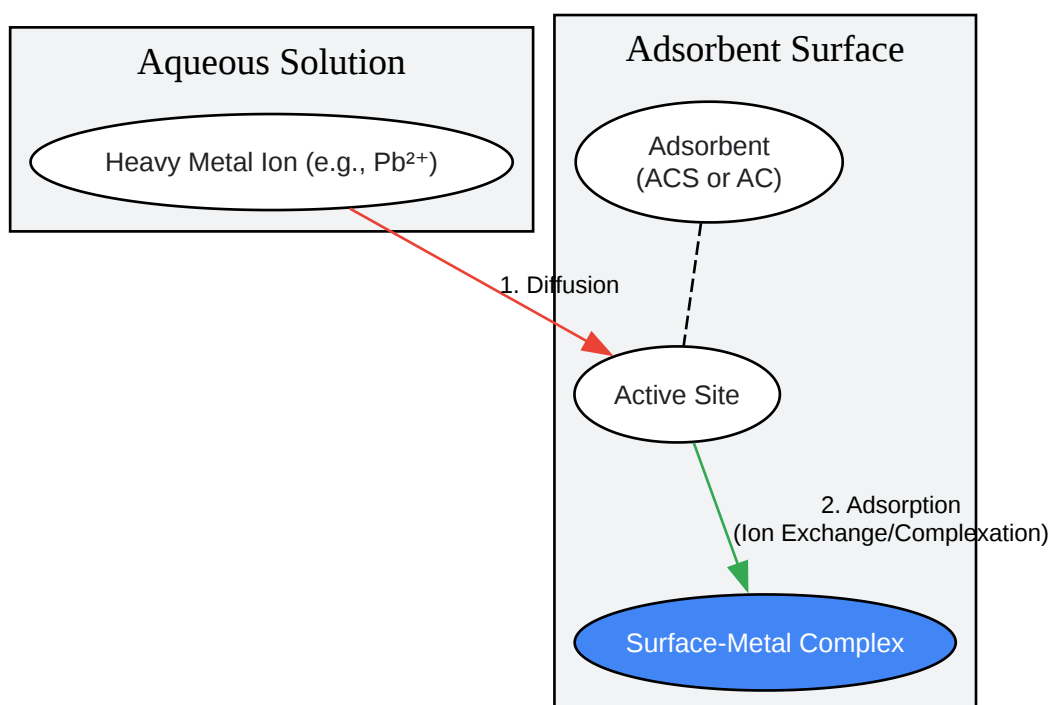 Aqueous Solution
Heavy Metal Ion (e.g., Pb²⁺)
Adsorbent Surface
Adsorbent
(ACS or AC)
1. Diffusion
Active Site
2. Adsorption
(Ion Exchange/Complexation)
Surface-Metal Complex